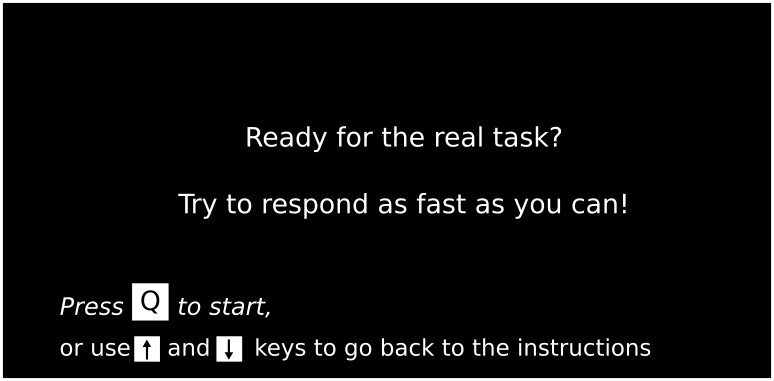 Ready for the real task?
Try to respond as fast as you can!
Press Q to start,
or use ↑ and ↓ keys to go back to the instructions